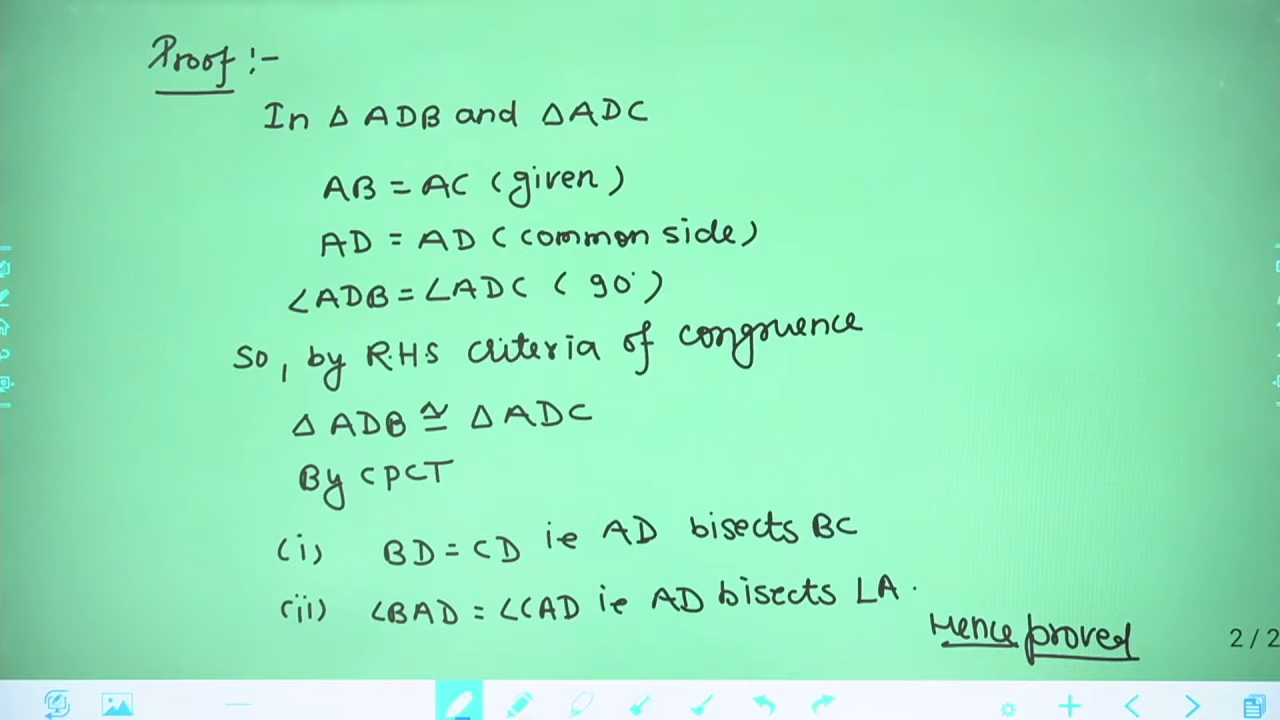 Proof :-
In Δ ADB and ΔADC
AB = AC (given)
AD = AD (common side)
∠ADB = ∠ADC (90°)
So, by R.H.S criteria of congruence
Δ ADB ≅ Δ ADC
By CPCT
(i) BD = CD ie AD bisects BC
(ii) ∠BAD = ∠CAD ie AD bisects ∠A.
Hence proved
2/2